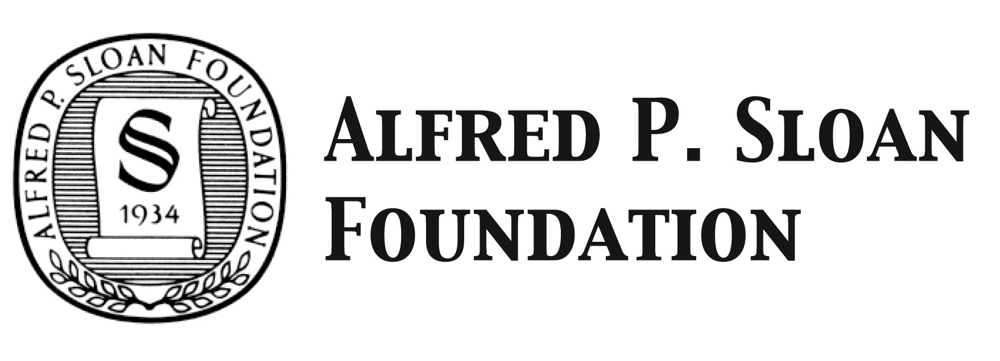 ALFRED P. SLOAN FOUNDATION
S
1934
ALFRED P. SLOAN
FOUNDATION